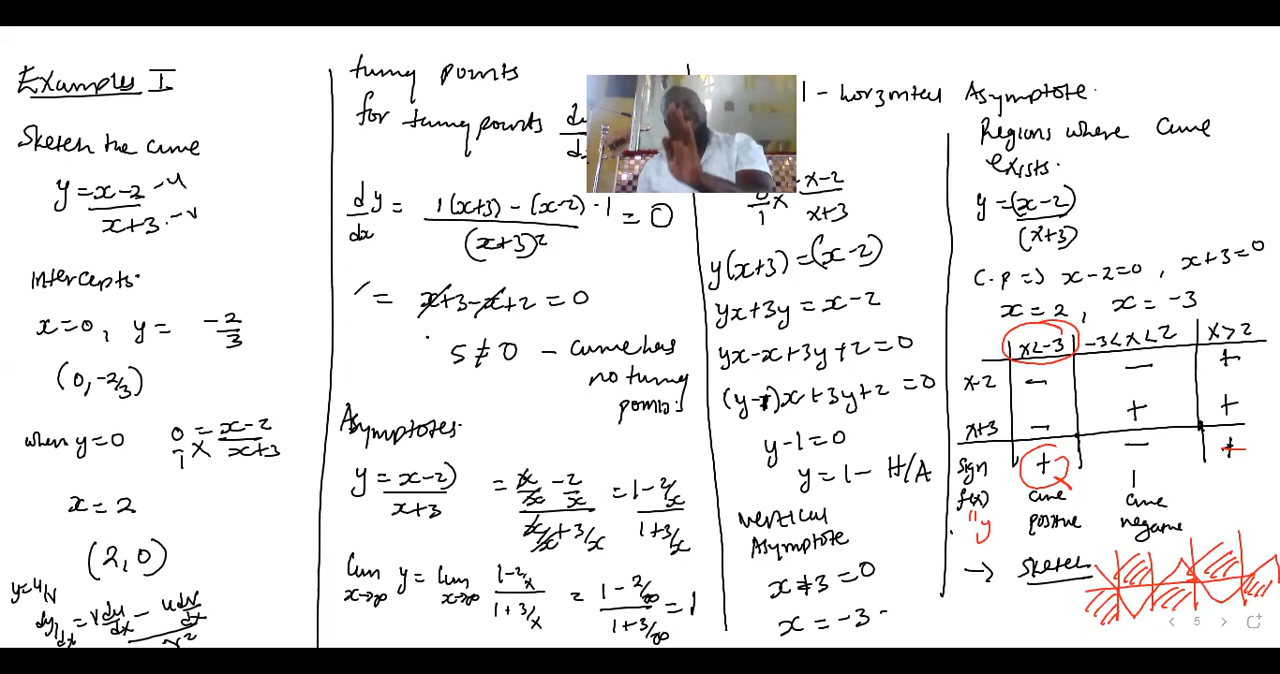 Examples I
Sketch the curve
y = x-2 -u
x+3 -v
Intercepts.
x=0, y = -2/3
(0, -2/3)
when y=0 0/1 = x-2/x+3
x = 2
(2, 0)
y=u/v
dy/dx = v du/dx - u dv/dx
v²
turning points
for turning points
d/dx y = 1(x+3) - (x-2)·1 = 0
(x+3)²
= x+3-x+2 = 0
5 ≠ 0 - curve has
no turning
points.
Asymptotes.
y = x-2/x+3 = x/x - 2/x = 1-2/x
x/x + 3/x 1+3/x
lim x→∞ y = lim x→∞ 1-2/x = 1-2/∞ = 1
1+3/x 1+3/∞
1 - horizontal Asymptote.
x-2
x+3
y(x+3) = (x-2)
yx+3y = x-2
yx-x+3y+2=0
(y-1)x+3y+2=0
y-1=0
y=1- H/A
vertical
Asymptote
x+3=0
x = -3
Regions where curve
exists.
y = (x-2)
(x+3)
C.p => x-2=0, x+3=0
x=2, x=-3
x<-3 -3<x<2 x>2
x-2 - - +
x+3 - + +
sign + - +
f(x) curve curve
"y positive negative
→ sketch
5